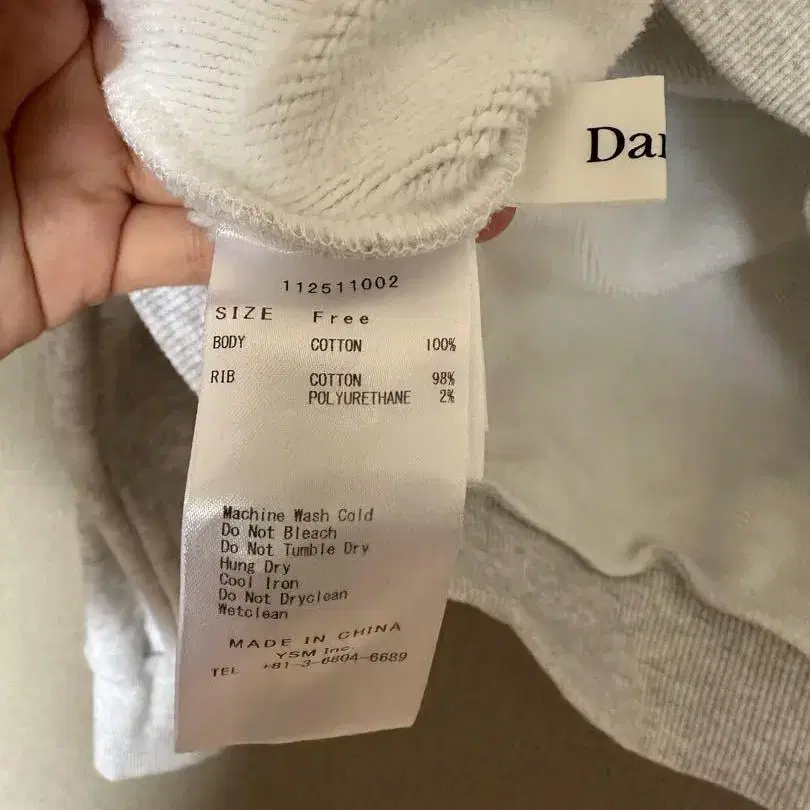 Dar
112511002
SIZE Free
BODY COTTON 100%
RIB COTTON 98%
POLYURETHANE 2%
Machine Wash Cold
Do Not Bleach
Do Not Tumble Dry
Hung Dry
Cool Iron
Do Not Dryclean
Wetclean
MADE IN CHINA
YSM Inc.
TEL +81-3-6804-6689